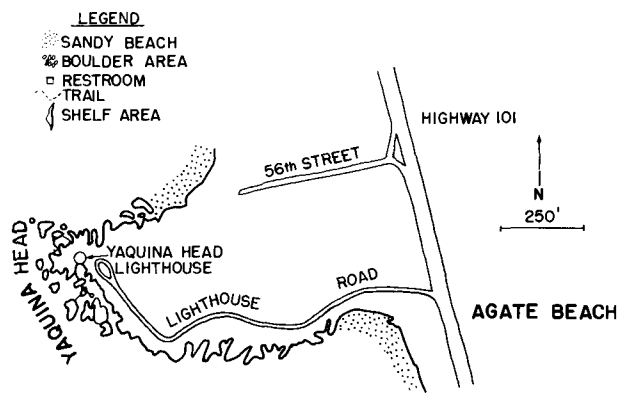 LEGEND
SANDY BEACH
BOULDER AREA
RESTROOM
TRAIL
SHELF AREA
HIGHWAY 101
56th STREET
N
250'
YAQUINA HEAD
YAQUINA HEAD
LIGHTHOUSE
LIGHTHOUSE ROAD
AGATE BEACH